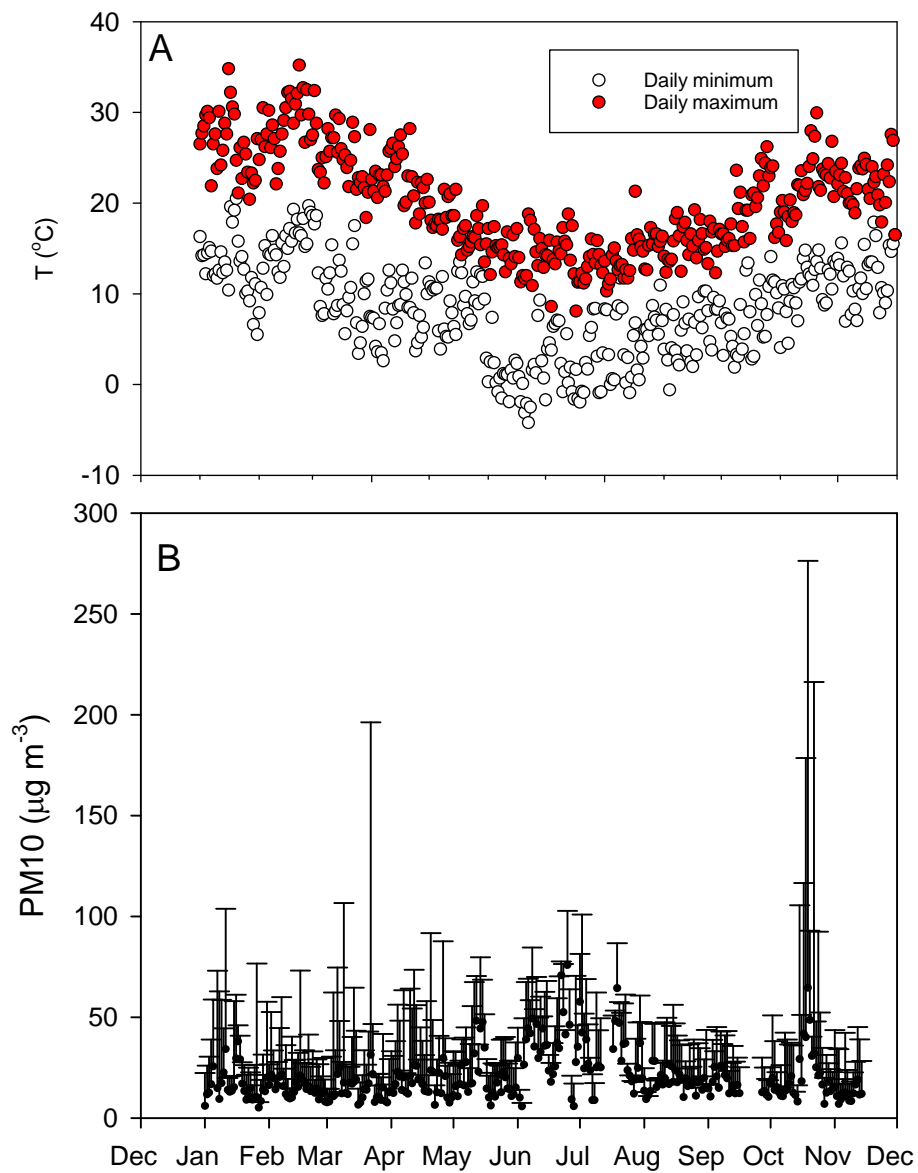 A
Daily minimum
Daily maximum
T (°C)
40
30
20
10
0
-10
B
PM10 (μg m⁻³)
300
250
200
150
100
50
0
Dec Jan Feb Mar Apr May Jun Jul Aug Sep Oct Nov Dec